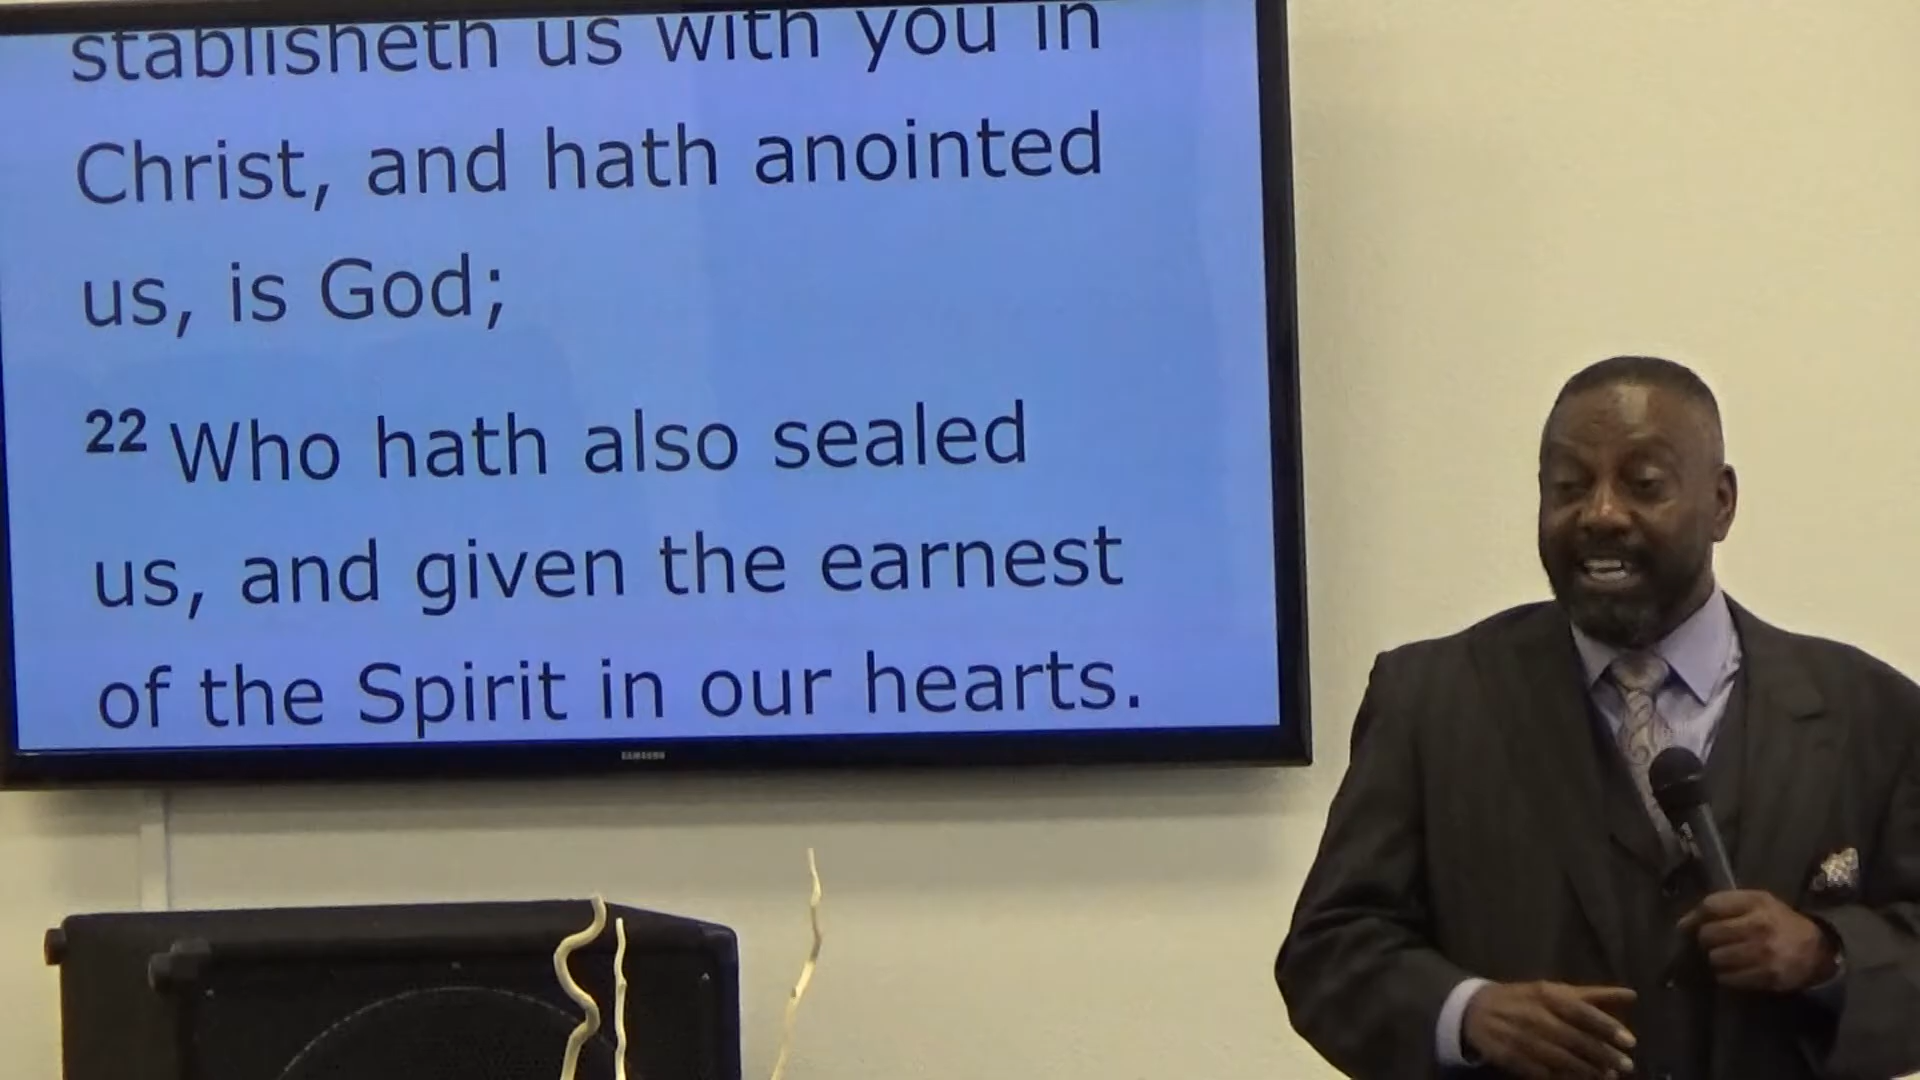 stablisheth us with you in
Christ, and hath anointed
us, is God;
22 Who hath also sealed
us, and given the earnest
of the Spirit in our hearts.
SAMSUNG